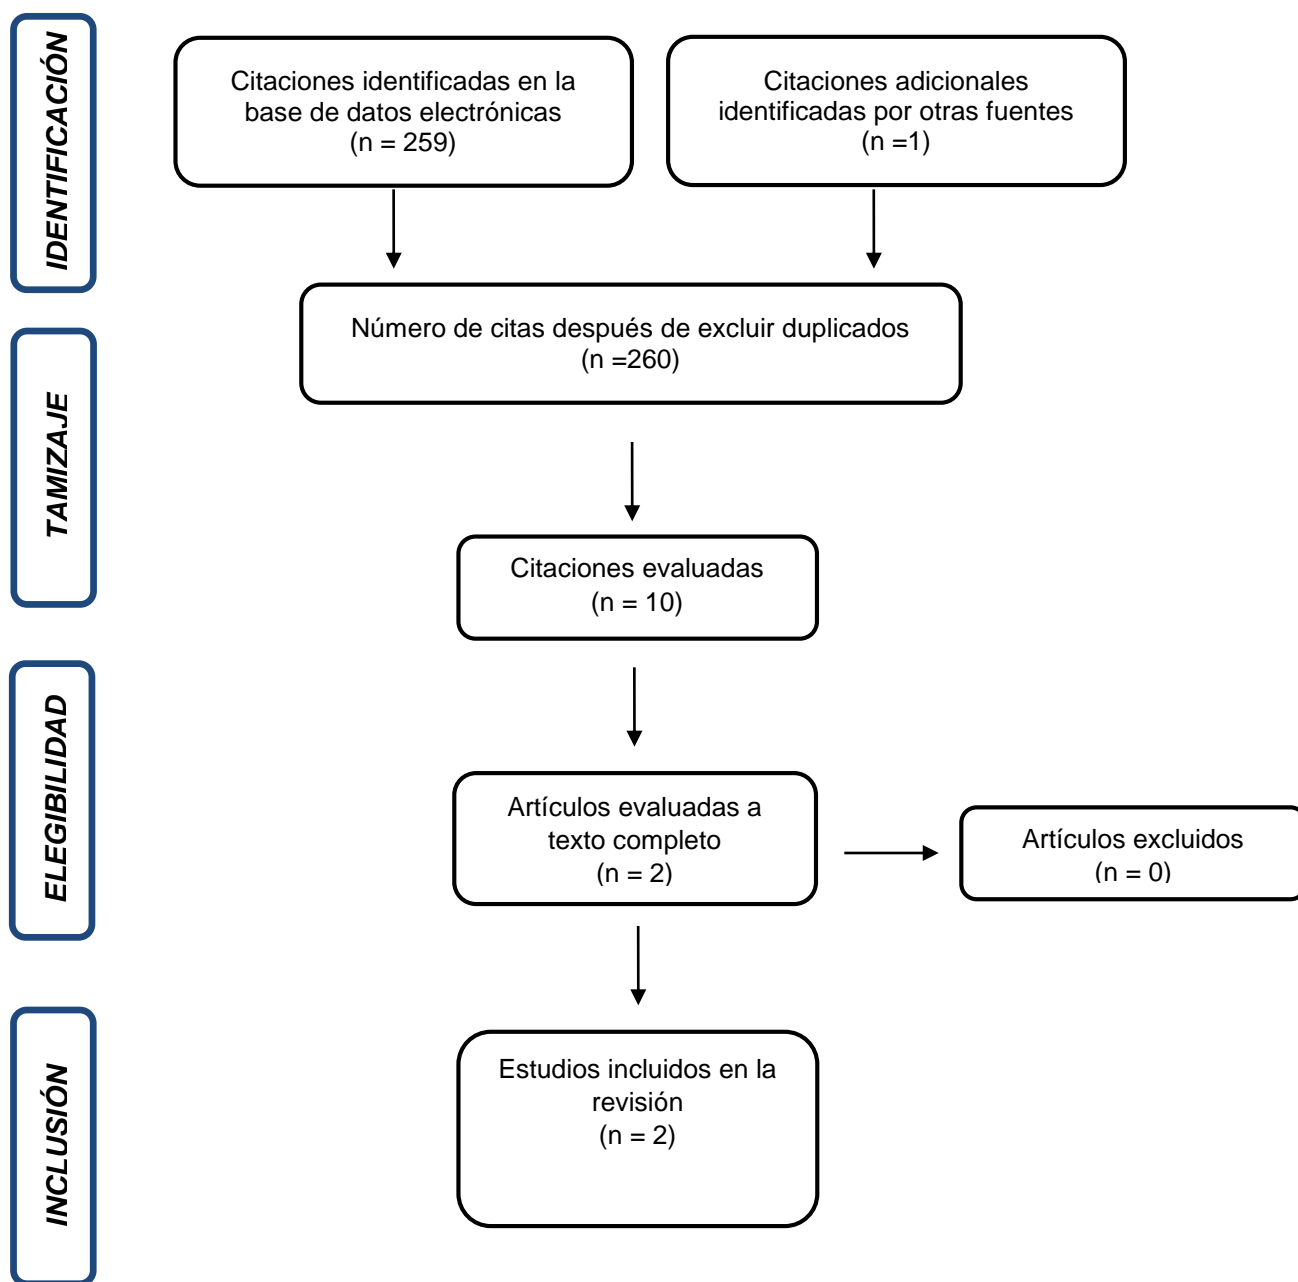 IDENTIFICACIÓN
Citaciones identificadas en la
base de datos electrónicas
(n = 259)
Citaciones adicionales
identificadas por otras fuentes
(n =1)
Número de citas después de excluir duplicados
(n =260)
TAMIZAJE
Citaciones evaluadas
(n = 10)
ELEGIBILIDAD
Artículos evaluadas a
texto completo
(n = 2)
Artículos excluidos
(n = 0)
INCLUSIÓN
Estudios incluidos en la
revisión
(n = 2)